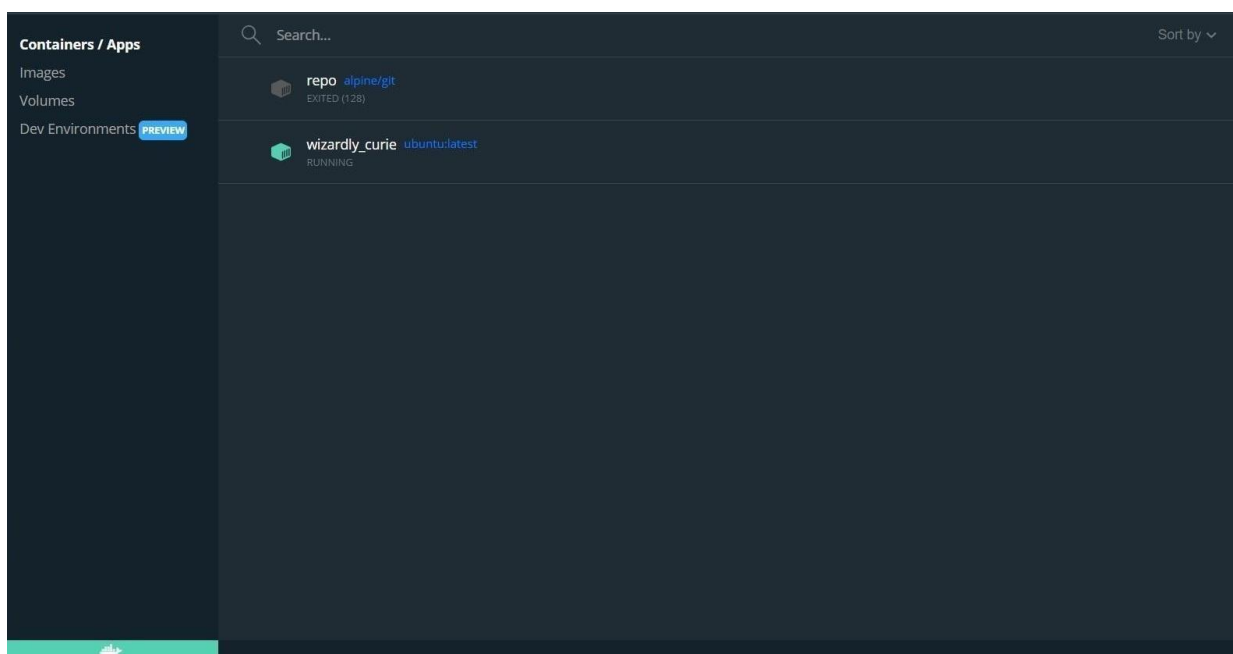 Containers / Apps
Images
Volumes
Dev Environments PREVIEW
Search...
Sort by
repo alpine/git
EXITED (128)
wizardly_curie ubuntu:latest
RUNNING